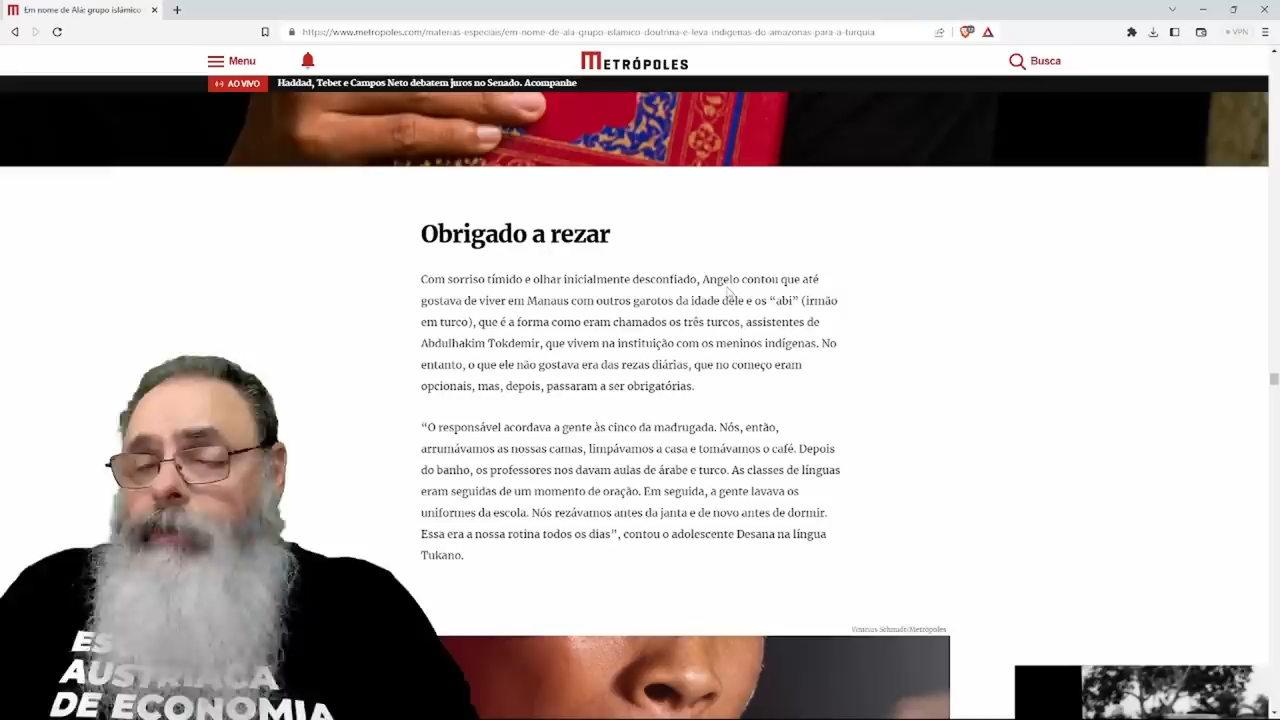 Em nome de Alá: grupo islâmico
https://www.metropoles.com/materias-especiais/em-nome-de-ala-grupo-islamico-doutrina-e-leva-indigenas-do-amazonas-para-a-turquia
VPN
Menu
METRÓPOLES
Busca
AO VIVO
Haddad, Tebet e Campos Neto debatem juros no Senado. Acompanhe
Obrigado a rezar
Com sorriso tímido e olhar inicialmente desconfiado, Angelo contou que até
gostava de viver em Manaus com outros garotos da idade dele e os “abi” (irmão
em turco), que é a forma como eram chamados os três turcos, assistentes de
Abdulhakim Tokdemir, que vivem na instituição com os meninos indígenas. No
entanto, o que ele não gostava era das rezas diárias, que no começo eram
opcionais, mas, depois, passaram a ser obrigatórias.
“O responsável acordava a gente às cinco da madrugada. Nós, então,
arrumávamos as nossas camas, limpávamos a casa e tomávamos o café. Depois
do banho, os professores nos davam aulas de árabe e turco. As classes de línguas
eram seguidas de um momento de oração. Em seguida, a gente lavava os
uniformes da escola. Nós rezávamos antes da janta e de novo antes de dormir.
Essa era a nossa rotina todos os dias”, contou o adolescente Desana na língua
Tukano.
Vinícius Schmidt/Metrópoles
ES
AUSTRIACA
DE ECONOMIA